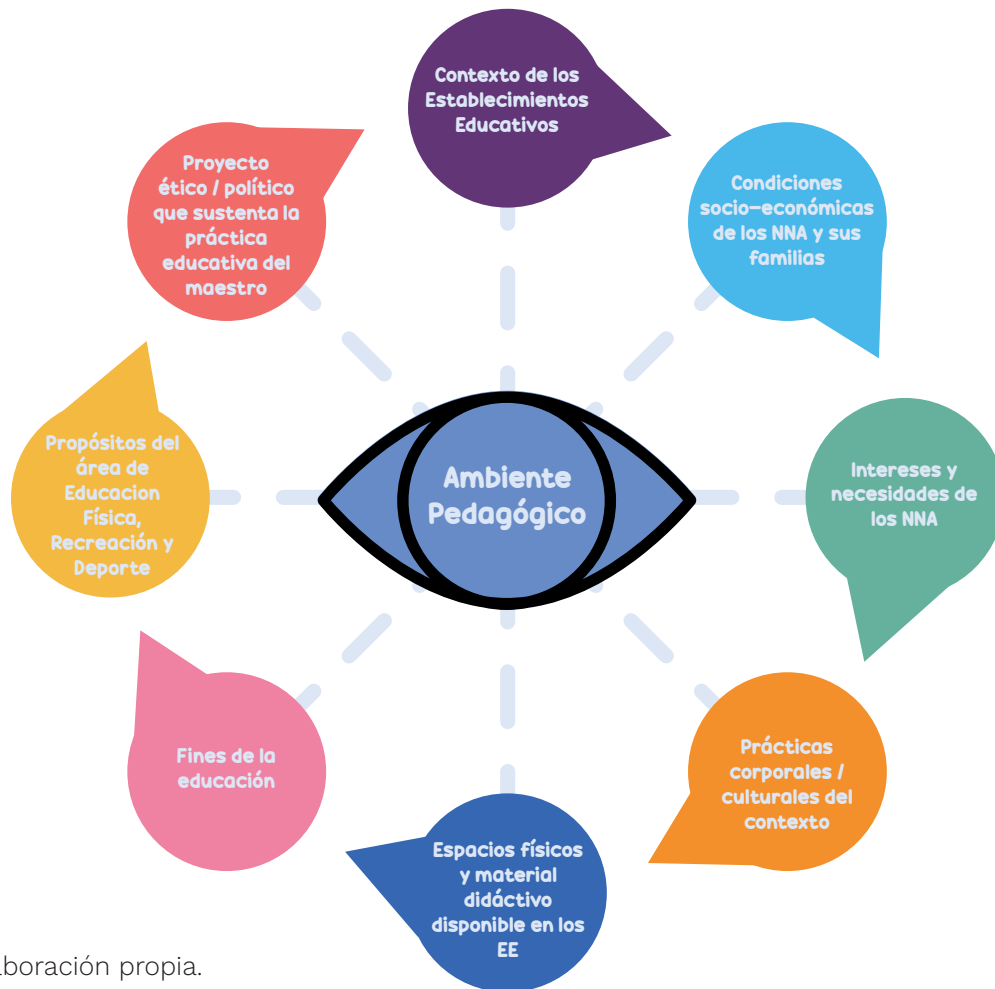 Contexto de los
Establecimientos
Educativos
Condiciones
socio-económicas
de los NNA y sus
familias
Intereses y
necesidades de
los NNA
Prácticas
corporales /
culturales del
contexto
Espacios físicos
y material
didáctivo
disponible en los
EE
Fines de la
educación
Propósitos del
área de
Educacion
Física,
Recreación y
Deporte
Proyecto
ético / político
que sustenta la
práctica
educativa del
maestro
Ambiente
Pedagógico
aboración propia.